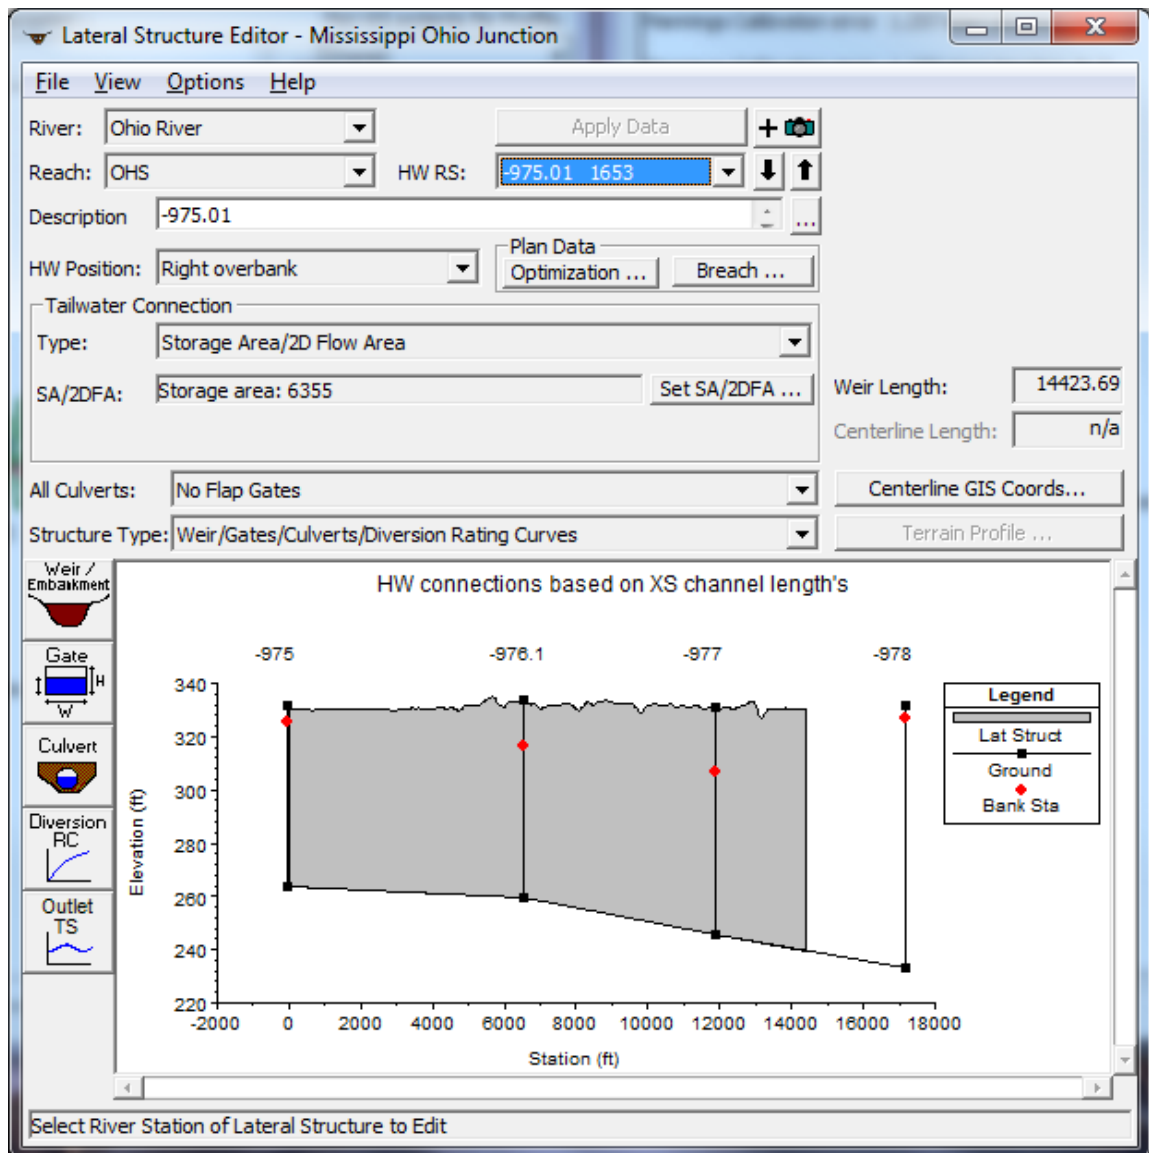 Lateral Structure Editor - Mississippi Ohio Junction
File View Options Help
River: Ohio River Apply Data +
Reach: OHS HW RS: -975.01 1653
Description -975.01 ...
HW Position: Right overbank Plan Data Optimization ... Breach ...
Tailwater Connection
Type: Storage Area/2D Flow Area
SA/2DFA: Storage area: 6355 Set SA/2DFA ... Weir Length: 14423.69
Centerline Length: n/a
All Culverts: No Flap Gates Centerline GIS Coords...
Structure Type: Weir/Gates/Culverts/Diversion Rating Curves Terrain Profile ...
Weir /
Embankment
Gate
H
W
Culvert
Diversion
RC
Outlet
TS
HW connections based on XS channel length's
-975 -976.1 -977 -978
340
320
300
280
260
240
220
Elevation (ft)
-2000 0 2000 4000 6000 8000 10000 12000 14000 16000 18000
Station (ft)
Legend
Lat Struct
Ground
Bank Sta
Select River Station of Lateral Structure to Edit